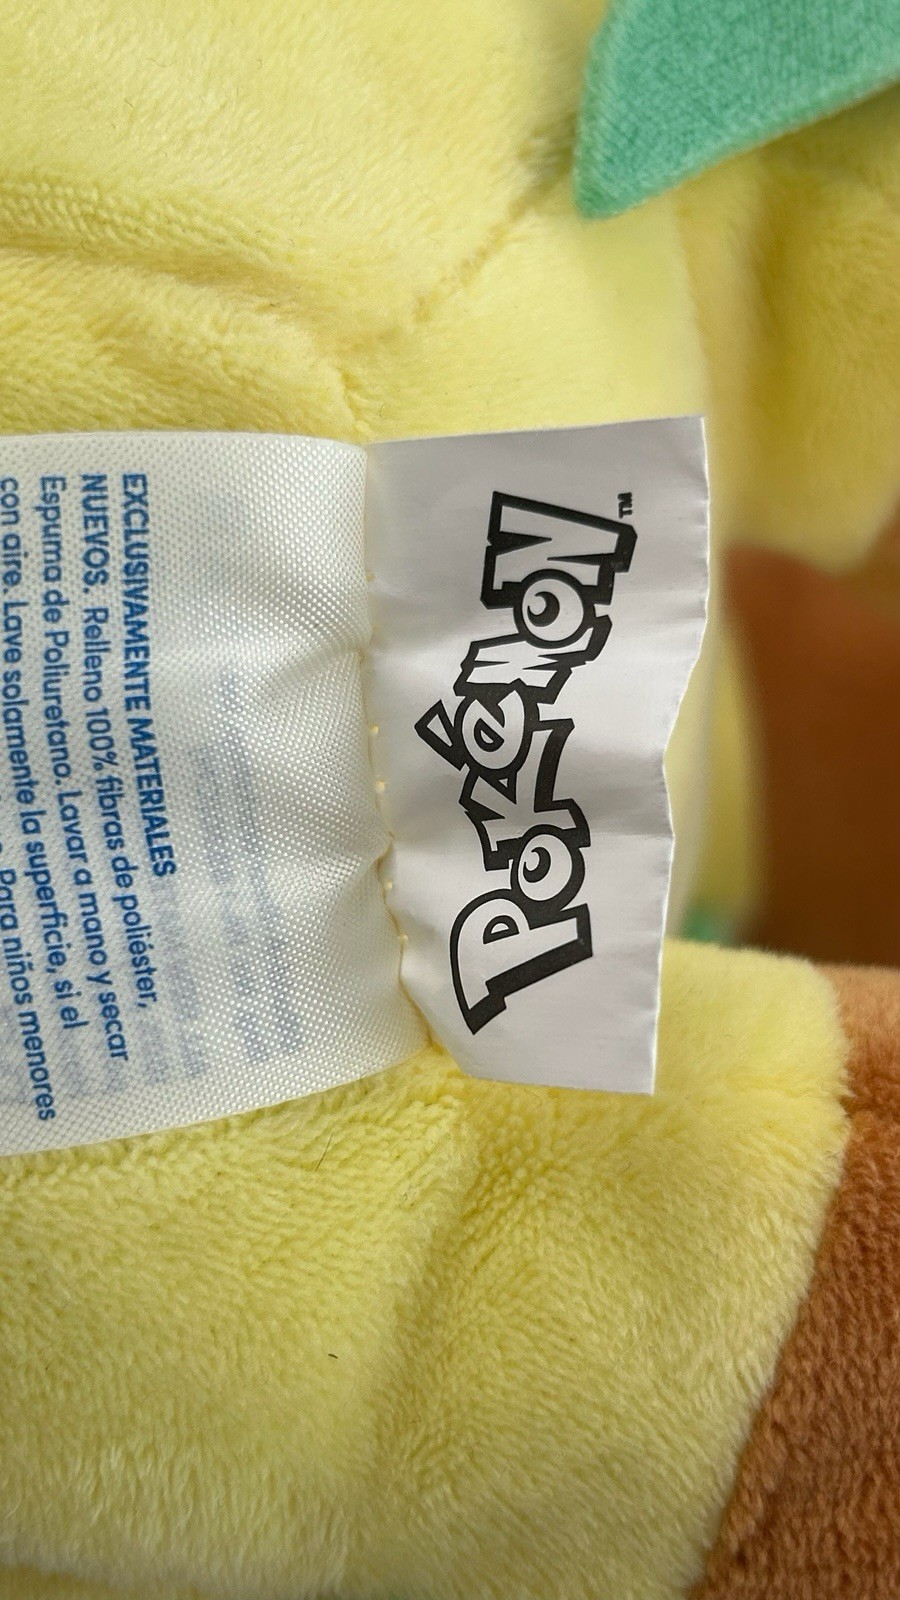 EXCLUSIVAMENTE MATERIALES
NUEVOS. Relleno 100% fibras de poliéster,
Espuma de Poliuretano. Lavar a mano y secar
con aire. Lave solamente la superficie, si el
Para niños menores
POKéMON™